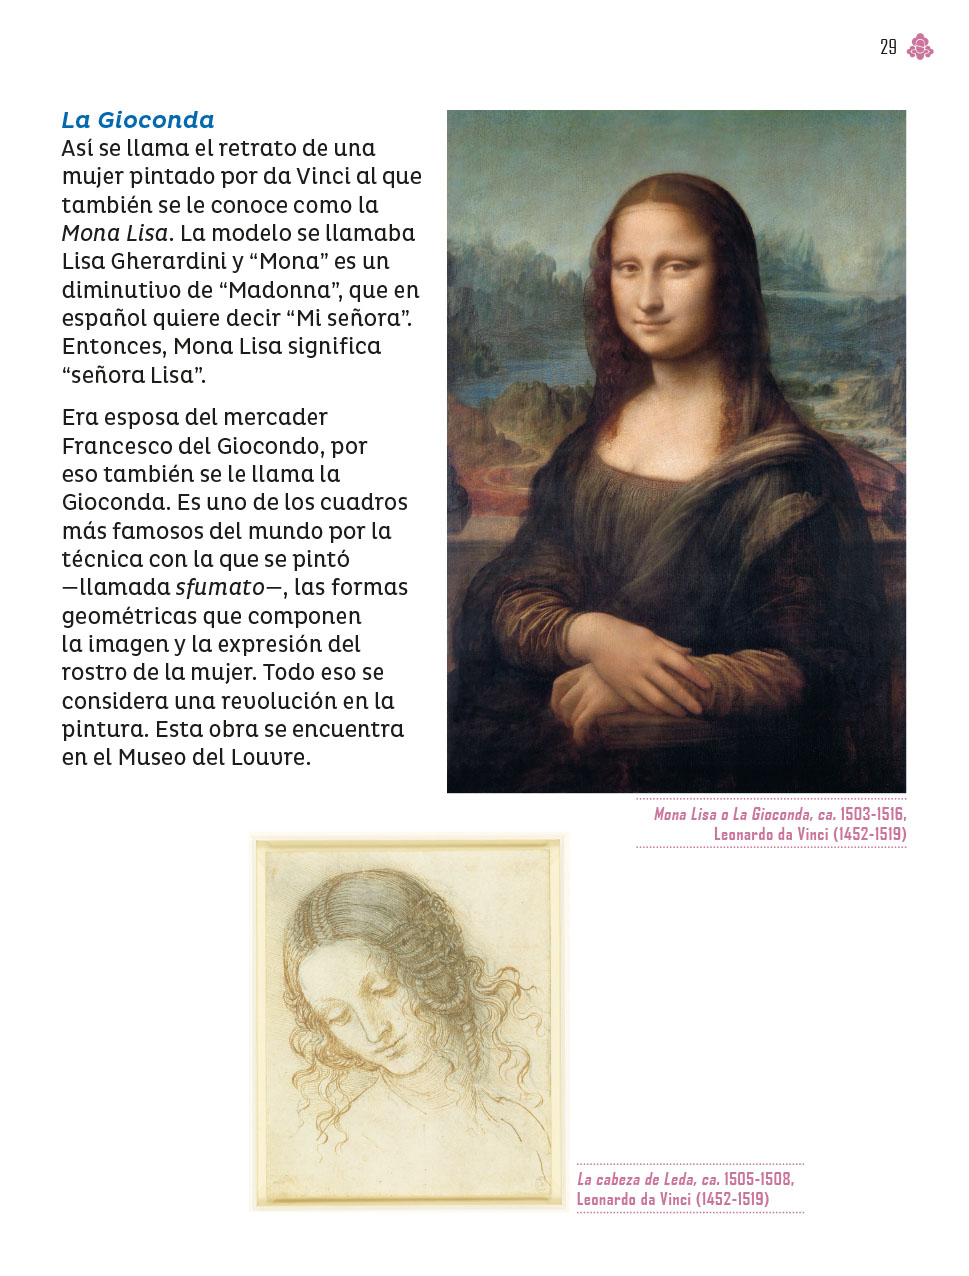 29
La Gioconda
Así se llama el retrato de una
mujer pintado por da Vinci al que
también se le conoce como la
Mona Lisa. La modelo se llamaba
Lisa Gherardini y “Mona” es un
diminutivo de “Madonna”, que en
español quiere decir “Mi señora”.
Entonces, Mona Lisa significa
“señora Lisa”.
Era esposa del mercader
Francesco del Giocondo, por
eso también se le llama la
Gioconda. Es uno de los cuadros
más famosos del mundo por la
técnica con la que se pintó
—llamada sfumato—, las formas
geométricas que componen
la imagen y la expresión del
rostro de la mujer. Todo eso se
considera una revolución en la
pintura. Esta obra se encuentra
en el Museo del Louvre.
Mona Lisa o La Gioconda, ca. 1503-1516,
Leonardo da Vinci (1452-1519)
La cabeza de Leda, ca. 1505-1508,
Leonardo da Vinci (1452-1519)